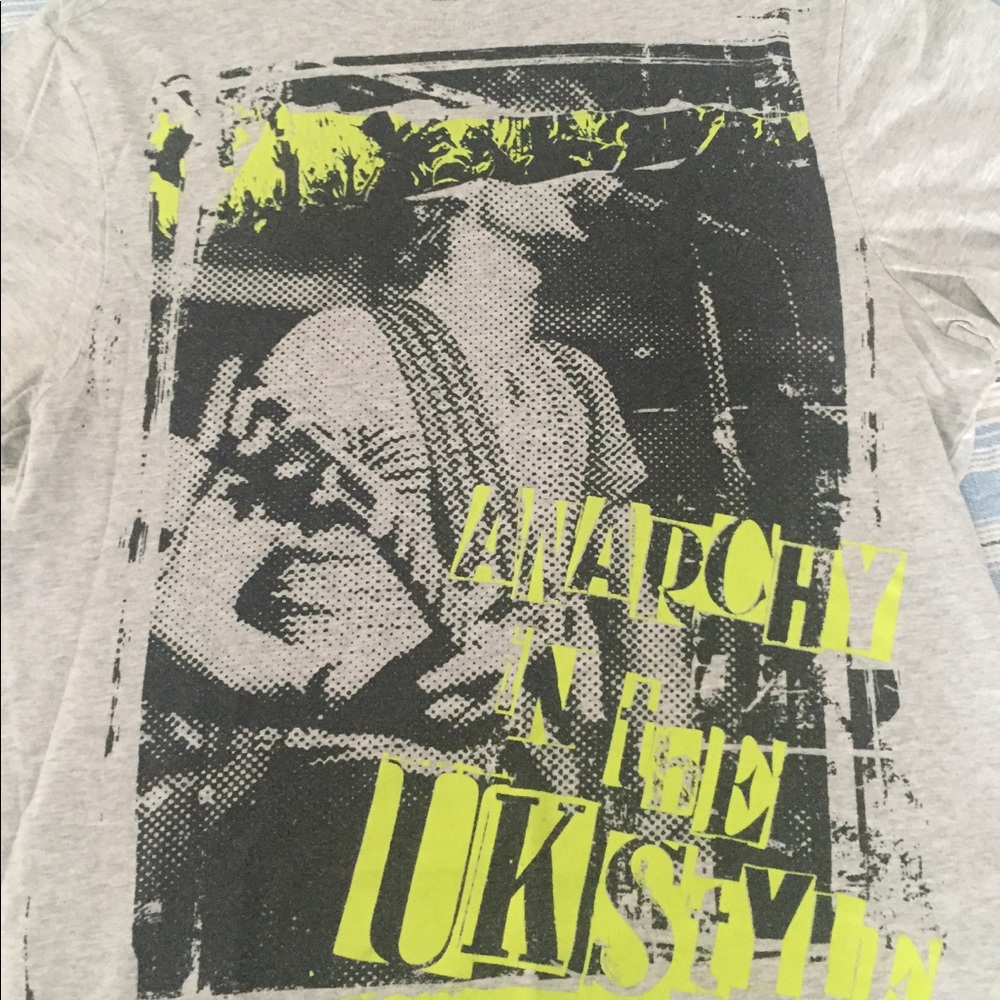 ANARCHY
iN thE
UK